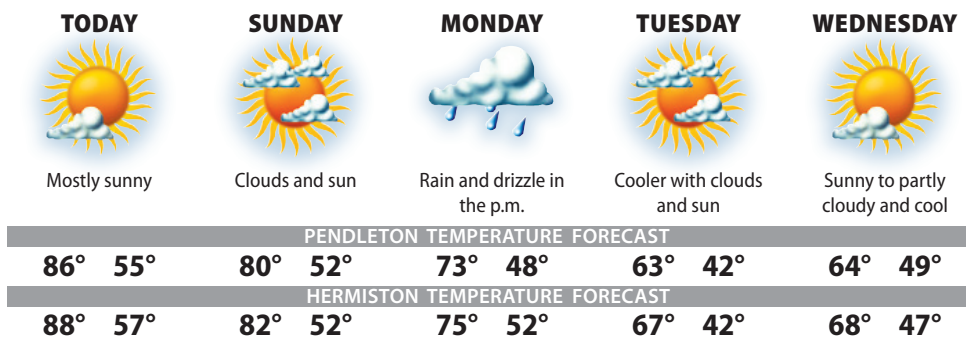 TODAY SUNDAY MONDAY TUESDAY WEDNESDAY
Mostly sunny Clouds and sun Rain and drizzle in Cooler with clouds Sunny to partly
the p.m. and sun cloudy and cool
PENDLETON TEMPERATURE FORECAST
86° 55° 80° 52° 73° 48° 63° 42° 64° 49°
HERMISTON TEMPERATURE FORECAST
88° 57° 82° 52° 75° 52° 67° 42° 68° 47°